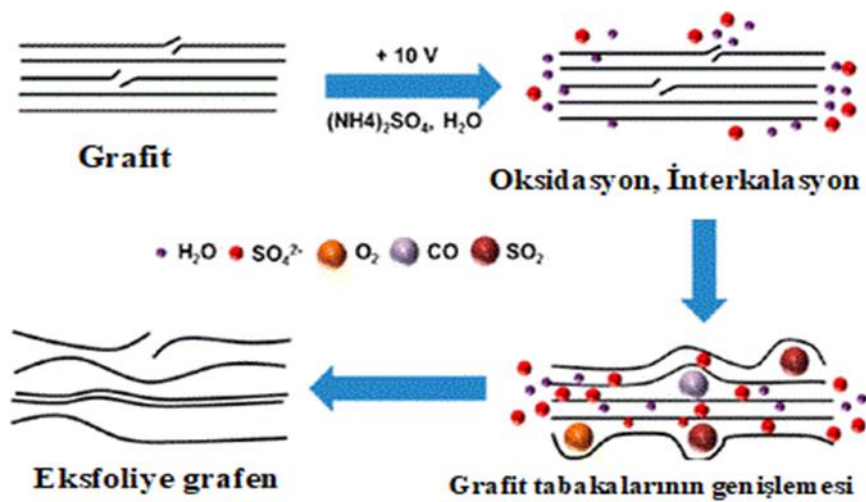 + 10 V
(NH4)₂SO₄, H₂O
Grafit
Oksidasyon, İnterkalasyon
H₂O SO₄²⁻ O₂ CO SO₂
Eksfoliye grafen
Grafit tabakalarının genişlemesi